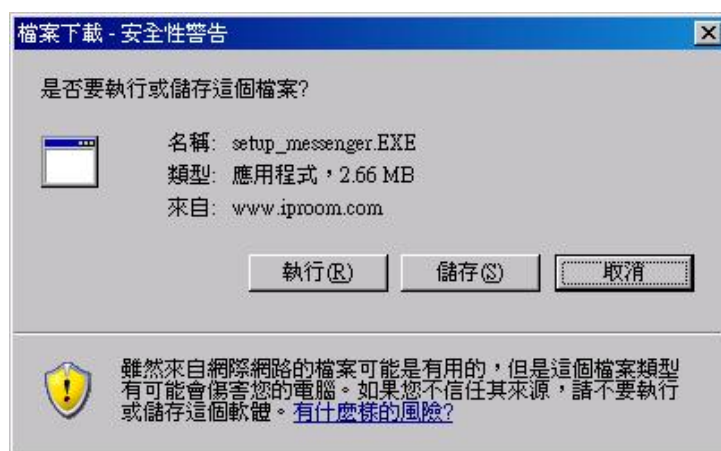 檔案下載 - 安全性警告
是否要執行或儲存這個檔案?
名稱: setup_messenger.EXE
類型: 應用程式，2.66 MB
來自: www.iproom.com
執行(R) 儲存(S) 取消
雖然來自網際網路的檔案可能是有用的，但是這個檔案類型
有可能會傷害您的電腦。如果您不信任其來源，請不要執行
或儲存這個軟體。有什麼樣的風險?